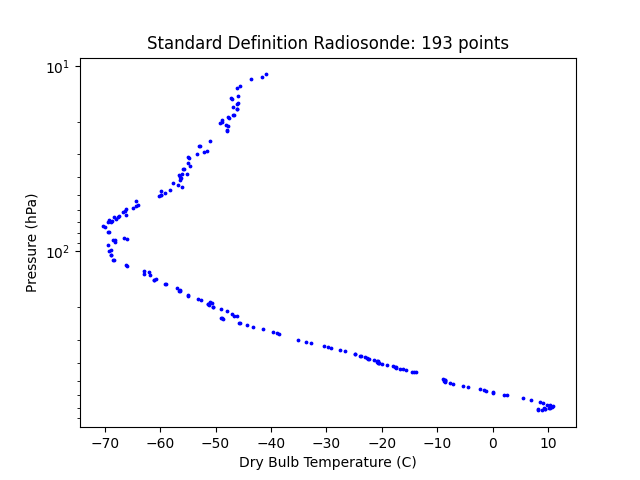 Standard Definition Radiosonde: 193 points
10¹
10²
Pressure (hPa)
−70 −60 −50 −40 −30 −20 −10 0 10
Dry Bulb Temperature (C)